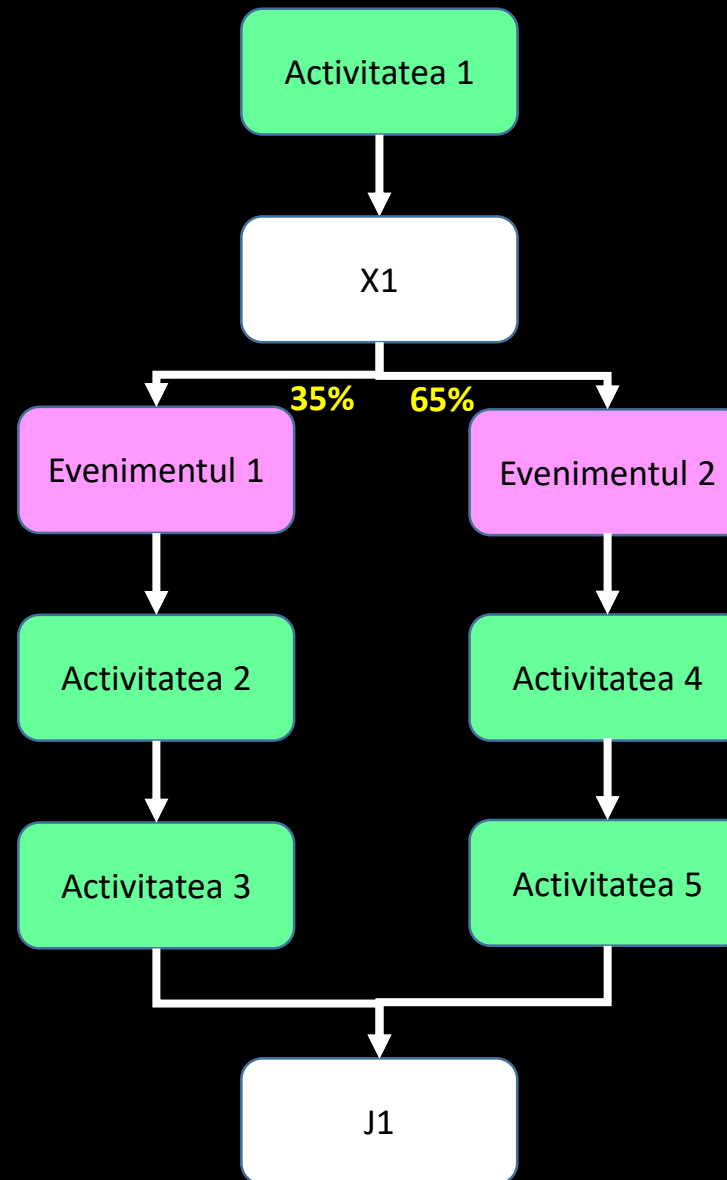 Activitatea 1
X1
35% 65%
Evenimentul 1
Evenimentul 2
Activitatea 2
Activitatea 4
Activitatea 3
Activitatea 5
J1